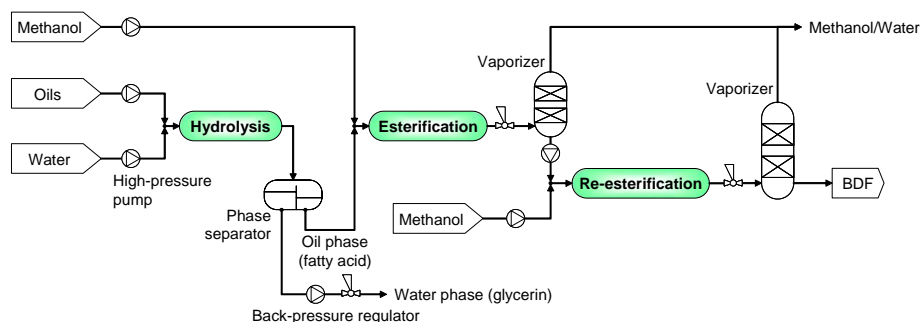 Methanol
Methanol/Water
Vaporizer
Oils
Vaporizer
Hydrolysis
Esterification
Water
High-pressure
pump
Re-esterification
BDF
Phase
separator
Methanol
Oil phase
(fatty acid)
Water phase (glycerin)
Back-pressure regulator